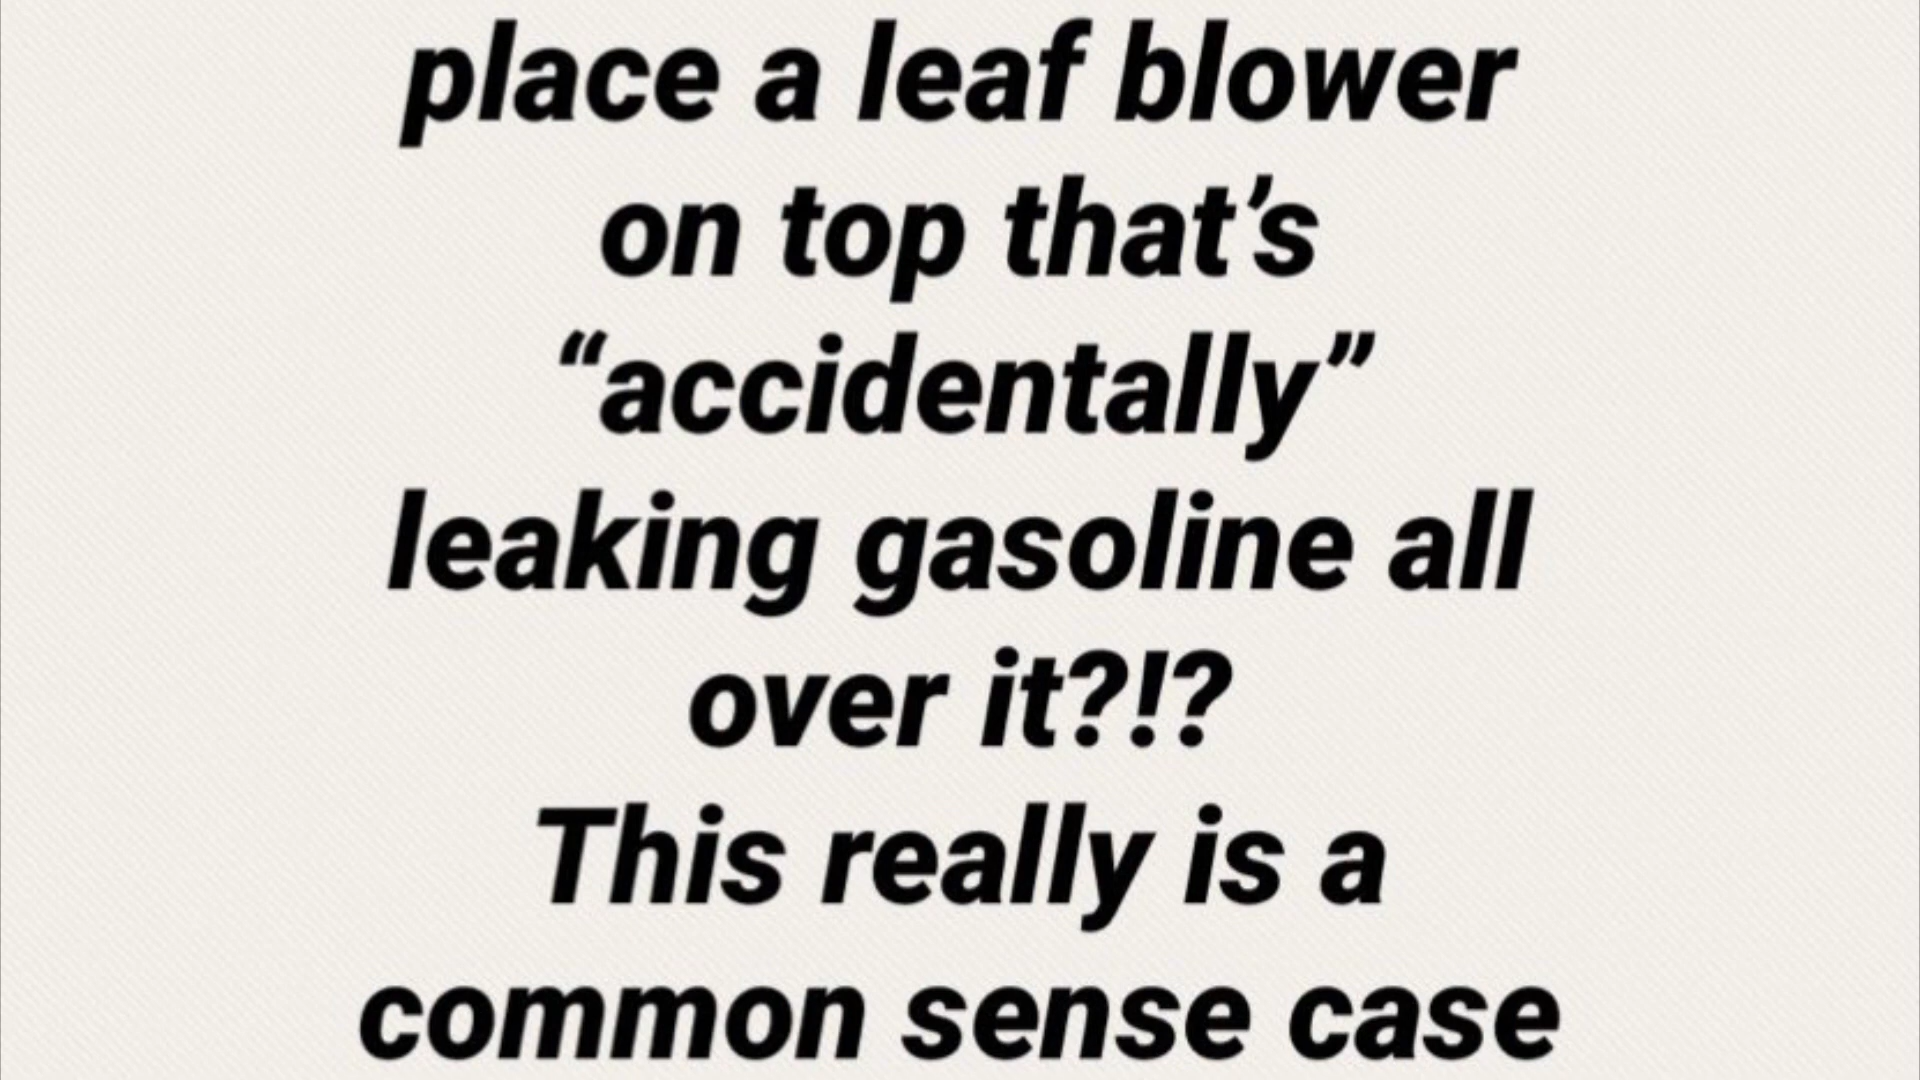 place a leaf blower
on top that’s
“accidentally”
leaking gasoline all
over it?!?
This really is a
common sense case